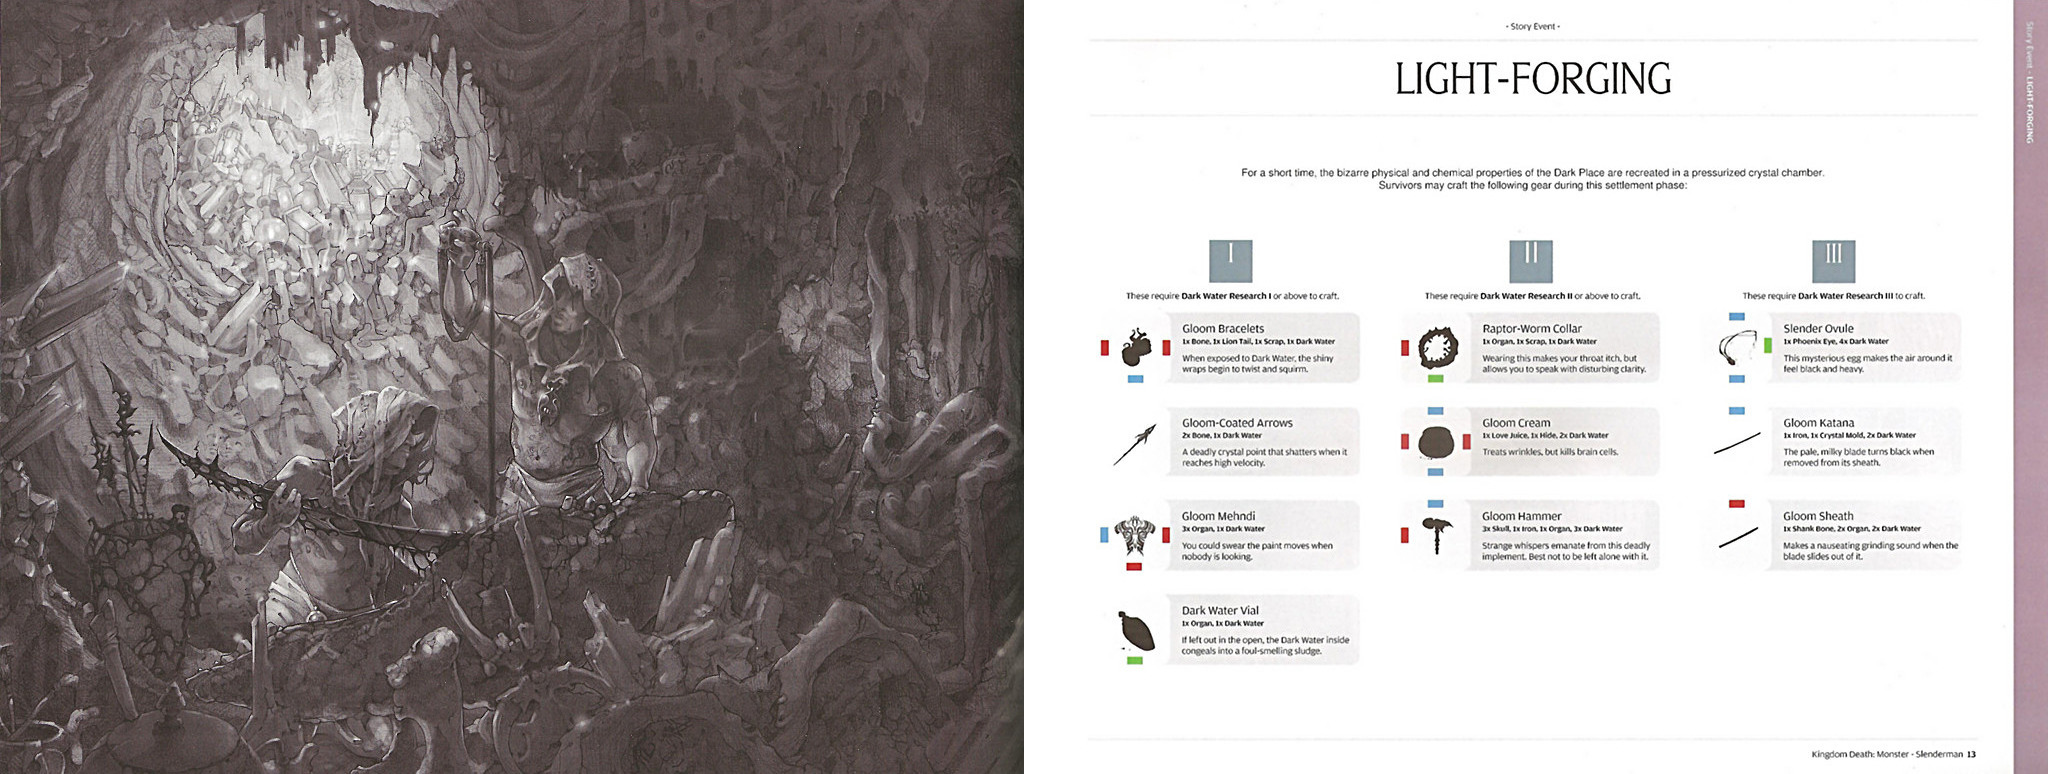 - Story Event -
LIGHT-FORGING
For a short time, the bizarre physical and chemical properties of the Dark Place are recreated in a pressurized crystal chamber.
Survivors may craft the following gear during this settlement phase:
I
These require Dark Water Research I or above to craft.
Gloom Bracelets
1x Bone, 1x Lion Tail, 1x Scrap, 1x Dark Water
When exposed to Dark Water, the shiny
wraps begin to twist and squirm.
Gloom-Coated Arrows
2x Bone, 1x Dark Water
A deadly crystal point that shatters when it
reaches high velocity.
Gloom Mehndi
3x Organ, 1x Dark Water
You could swear the paint moves when
nobody is looking.
Dark Water Vial
1x Organ, 1x Dark Water
If left out in the open, the Dark Water inside
congeals into a foul-smelling sludge.
II
These require Dark Water Research II or above to craft.
Raptor-Worm Collar
1x Organ, 1x Scrap, 1x Dark Water
Wearing this makes your throat itch, but
allows you to speak with disturbing clarity.
Gloom Cream
1x Love Juice, 1x Hide, 2x Dark Water
Treats wrinkles, but kills brain cells.
Gloom Hammer
3x Skull, 1x Iron, 1x Organ, 3x Dark Water
Strange whispers emanate from this deadly
implement. Best not to be left alone with it.
III
These require Dark Water Research III to craft.
Slender Ovule
1x Phoenix Eye, 4x Dark Water
This mysterious egg makes the air around it
feel black and heavy.
Gloom Katana
1x Iron, 1x Crystal Mold, 2x Dark Water
The pale, milky blade turns black when
removed from its sheath.
Gloom Sheath
1x Shank Bone, 2x Organ, 2x Dark Water
Makes a nauseating grinding sound when the
blade slides out of it.
Kingdom Death: Monster - Slenderman 13
Story Event - LIGHT-FORGING